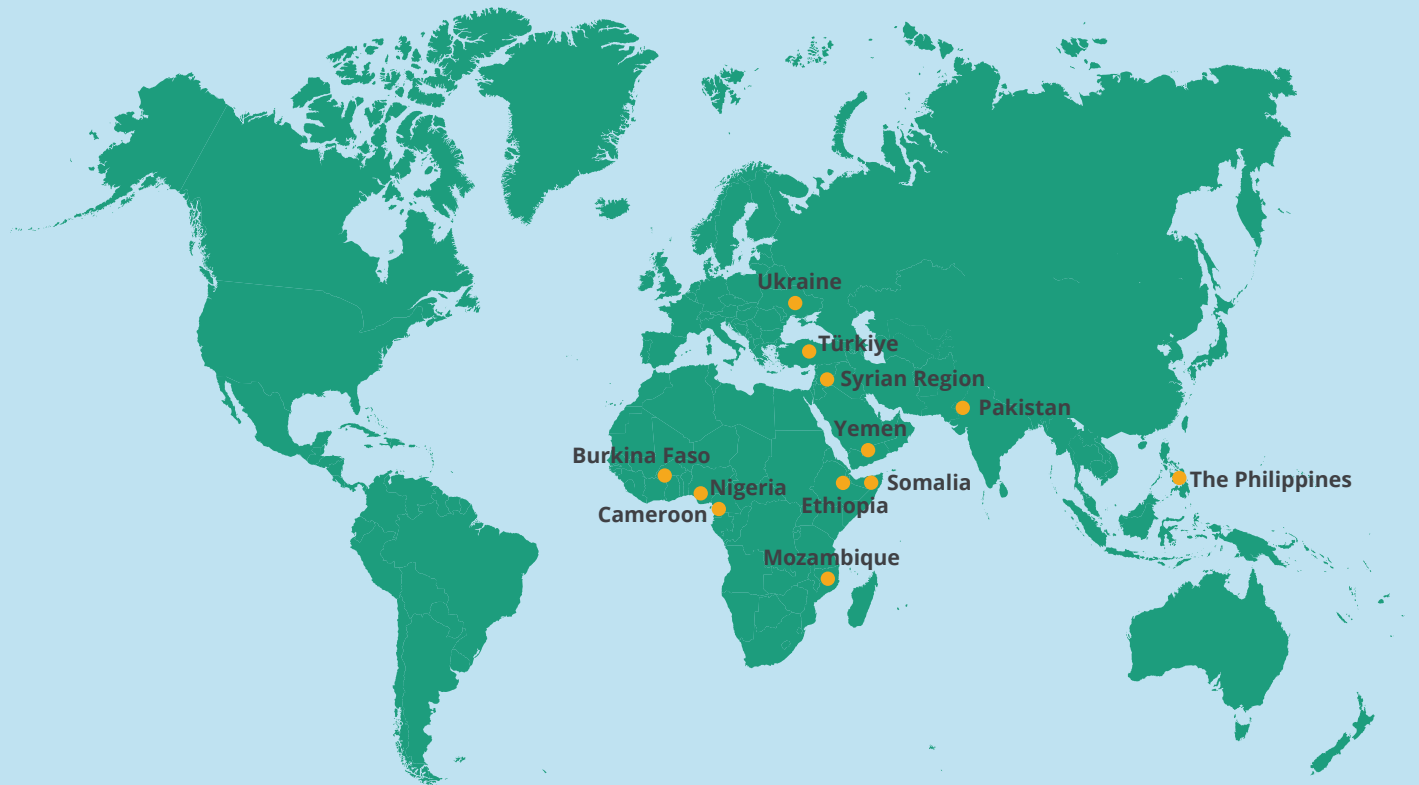 Ukraine
Türkiye
Syrian Region
Pakistan
Yemen
Burkina Faso
Nigeria
Somalia
The Philippines
Ethiopia
Cameroon
Mozambique